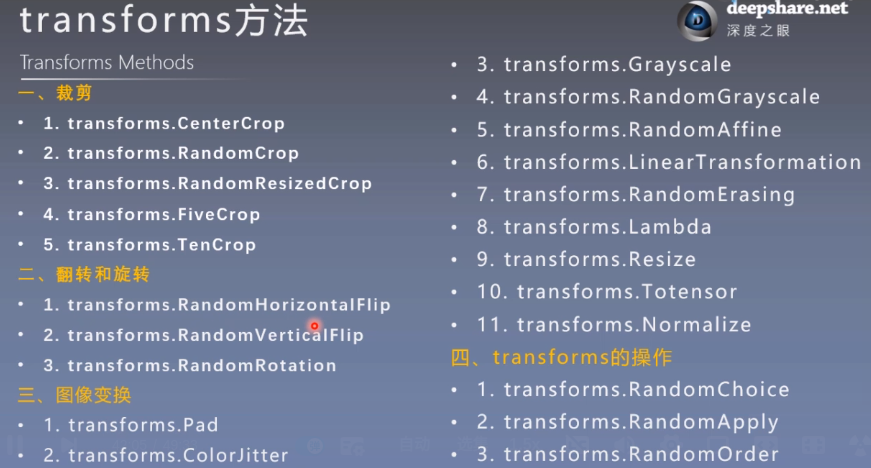 transforms方法
deepshare.net
深度之眼
Transforms Methods
一、裁剪
• 1. transforms.CenterCrop
• 2. transforms.RandomCrop
• 3. transforms.RandomResizedCrop
• 4. transforms.FiveCrop
• 5. transforms.TenCrop
二、翻转和旋转
• 1. transforms.RandomHorizontalFlip
• 2. transforms.RandomVerticalFlip
• 3. transforms.RandomRotation
三、图像变换
• 1. transforms.Pad
• 2. transforms.ColorJitter
• 3. transforms.Grayscale
• 4. transforms.RandomGrayscale
• 5. transforms.RandomAffine
• 6. transforms.LinearTransformation
• 7. transforms.RandomErasing
• 8. transforms.Lambda
• 9. transforms.Resize
• 10. transforms.Totensor
• 11. transforms.Normalize
四、transforms的操作
• 1. transforms.RandomChoice
• 2. transforms.RandomApply
• 3. transforms.RandomOrder